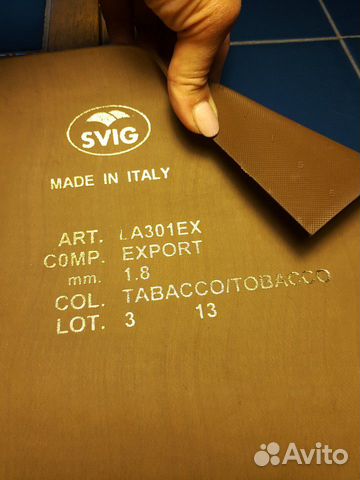 SVIG
MADE IN ITALY
ART. LA301EX
COMP. EXPORT
mm. 1.8
COL. TABACCO/TOBACCO
LOT. 3 13
Avito